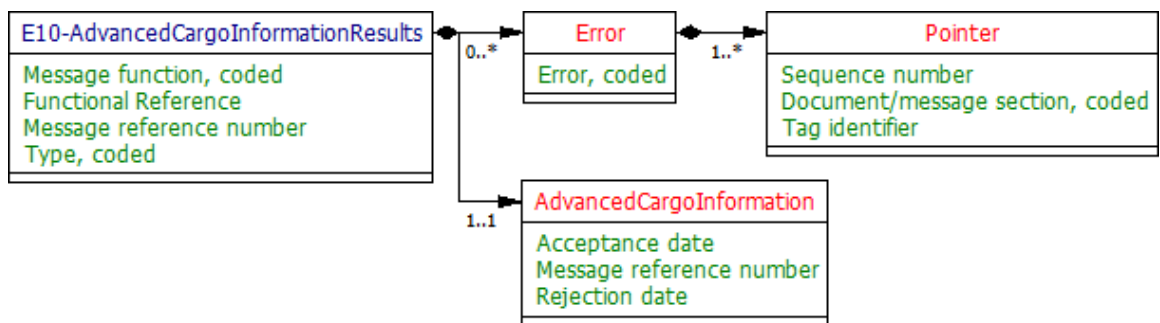 E10-AdvancedCargoInformationResults
Message function, coded
Functional Reference
Message reference number
Type, coded
0..*
Error
Error, coded
1..*
Pointer
Sequence number
Document/message section, coded
Tag identifier
1..1
AdvancedCargoInformation
Acceptance date
Message reference number
Rejection date